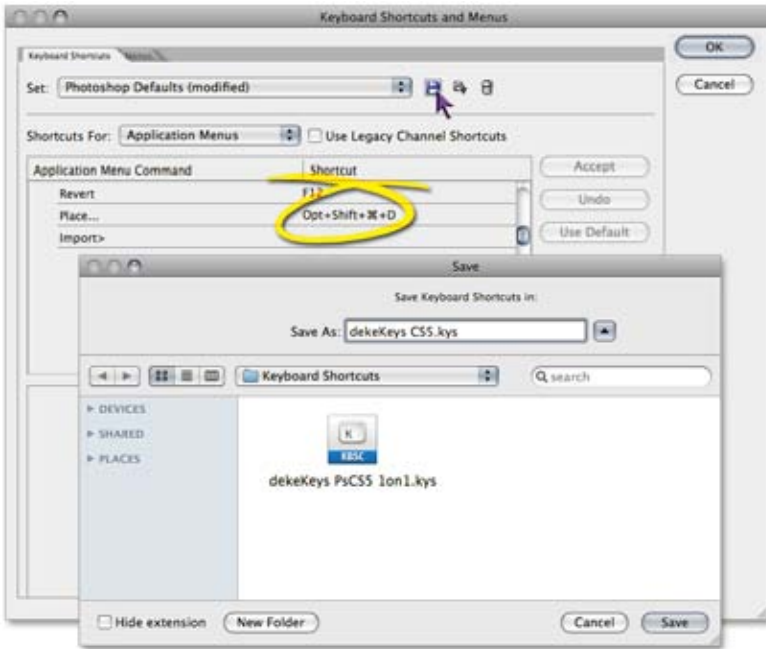 Keyboard Shortcuts and Menus
Keyboard Shortcuts Menus
OK
Set: Photoshop Defaults (modified)
Cancel
Shortcuts For: Application Menus Use Legacy Channel Shortcuts
Application Menu Command Shortcut
Accept
Revert F12
Undo
Place... Opt+Shift+⌘+D
Import>
Use Default
Save
Save Keyboard Shortcuts in:
Save As: dekeKeys CS5.kys
Keyboard Shortcuts
search
DEVICES
SHARED
PLACES
K
KBSC
dekeKeys PsCS5 1on1.kys
Hide extension New Folder Cancel Save